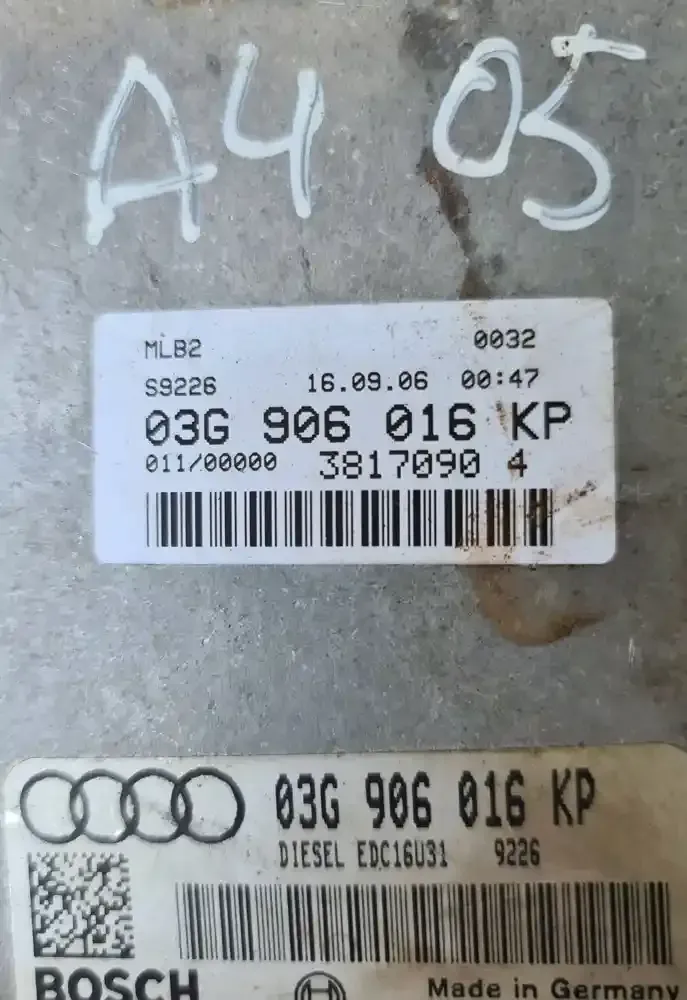 A4 05
MLB2 0032
S9226 16.09.06 00:47
03G 906 016 KP
011/00000 3817090 4
03G 906 016 KP
DIESEL EDC16U31 9226
BOSCH Made in Germany